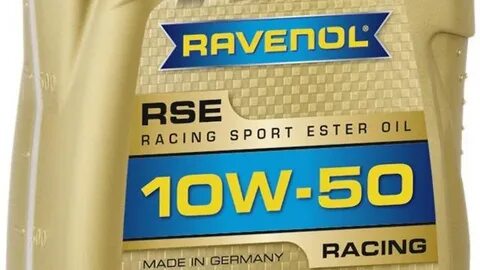 RAVENOL
RSE
RACING SPORT ESTER OIL
10W-50
MADE IN GERMANY
RACING